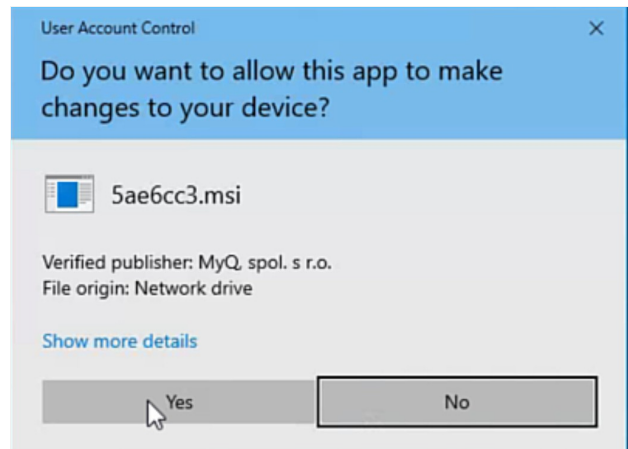 User Account Control
Do you want to allow this app to make
changes to your device?
5ae6cc3.msi
Verified publisher: MyQ, spol. s r.o.
File origin: Network drive
Show more details
Yes
No